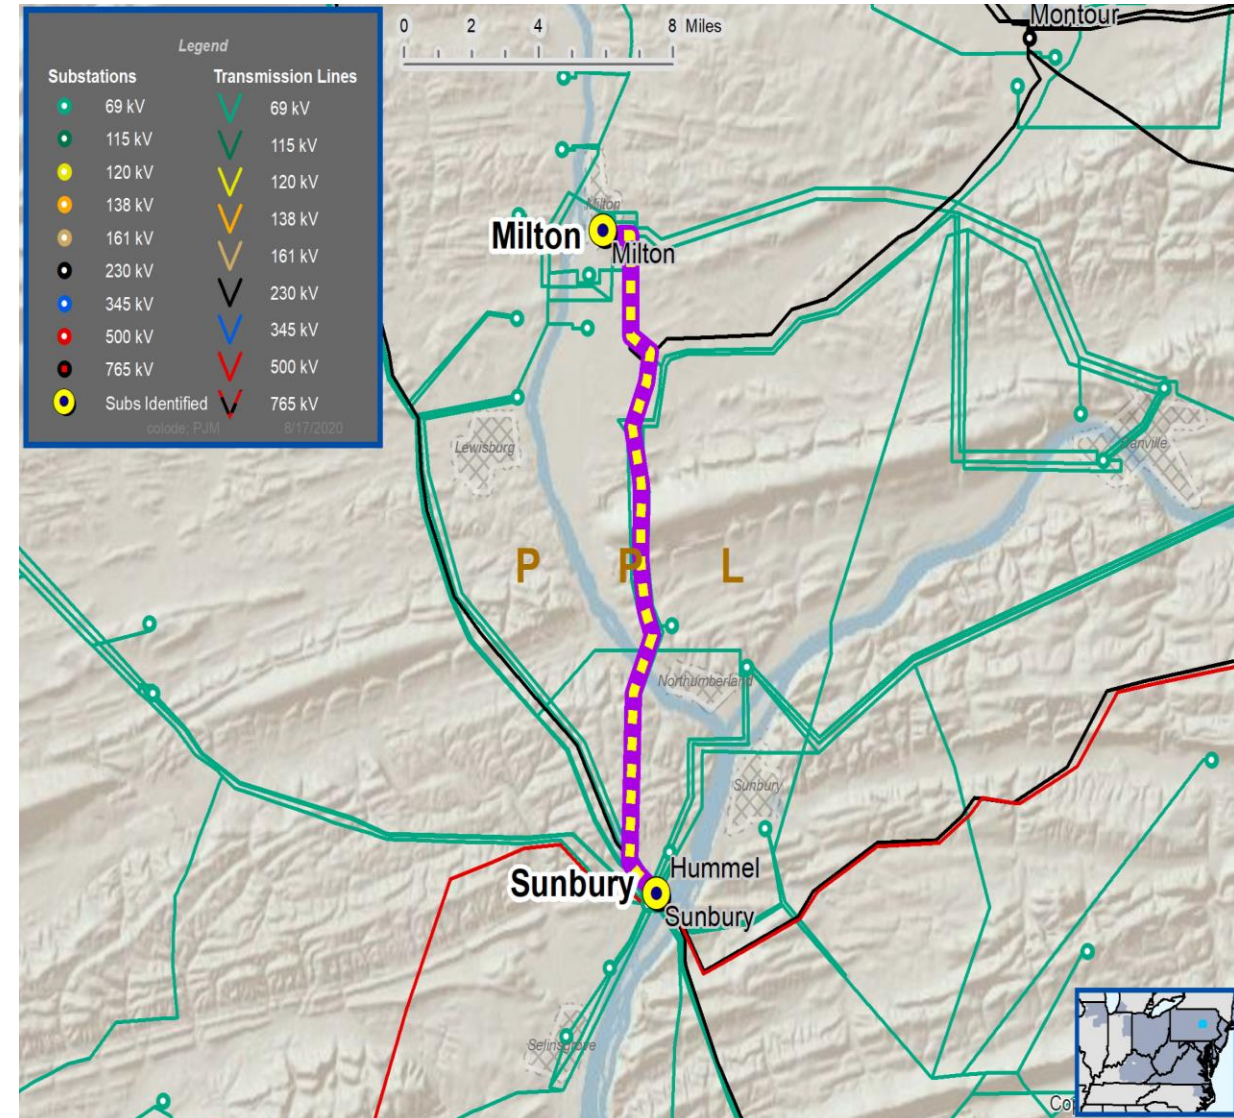 Legend
Substations
Transmission Lines
69 kV
69 kV
115 kV
115 kV
120 kV
120 kV
138 kV
138 kV
161 kV
161 kV
230 kV
230 kV
345 kV
345 kV
500 kV
500 kV
765 kV
765 kV
Subs Identified
colode, PJM 8/17/2020
0 2 4 8 Miles
Montour
Milton
Milton
Milton
Lewisburg
Danville
P P L
Northumberland
Sunbury
Hummel
Sunbury
Sunbury
Selinsgrove